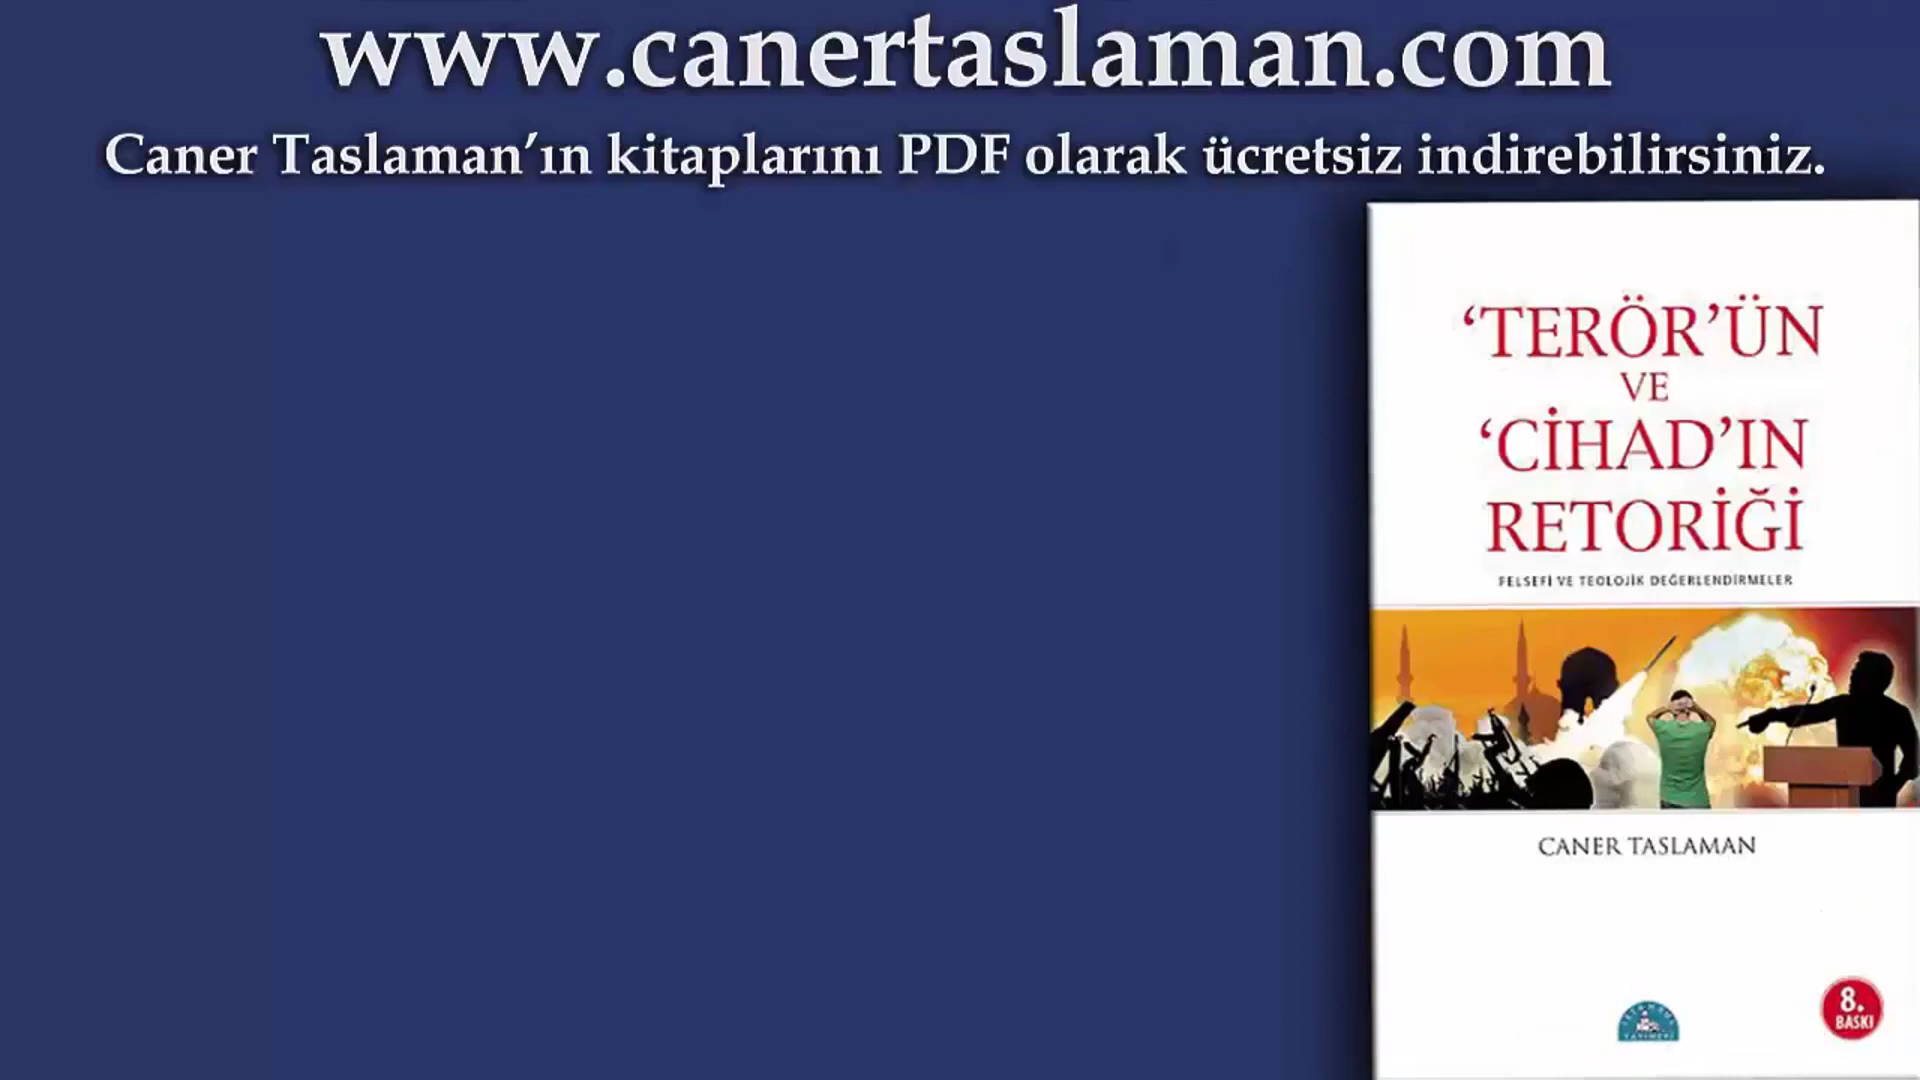 www.canertaslaman.com
Caner Taslaman’ın kitaplarını PDF olarak ücretsiz indirebilirsiniz.
‘TERÖR’ÜN
VE
‘CİHAD’IN
RETORİĞİ
FELSEFİ VE TEOLOJİK DEĞERLENDİRMELER
CANER TASLAMAN
8.
BASKI